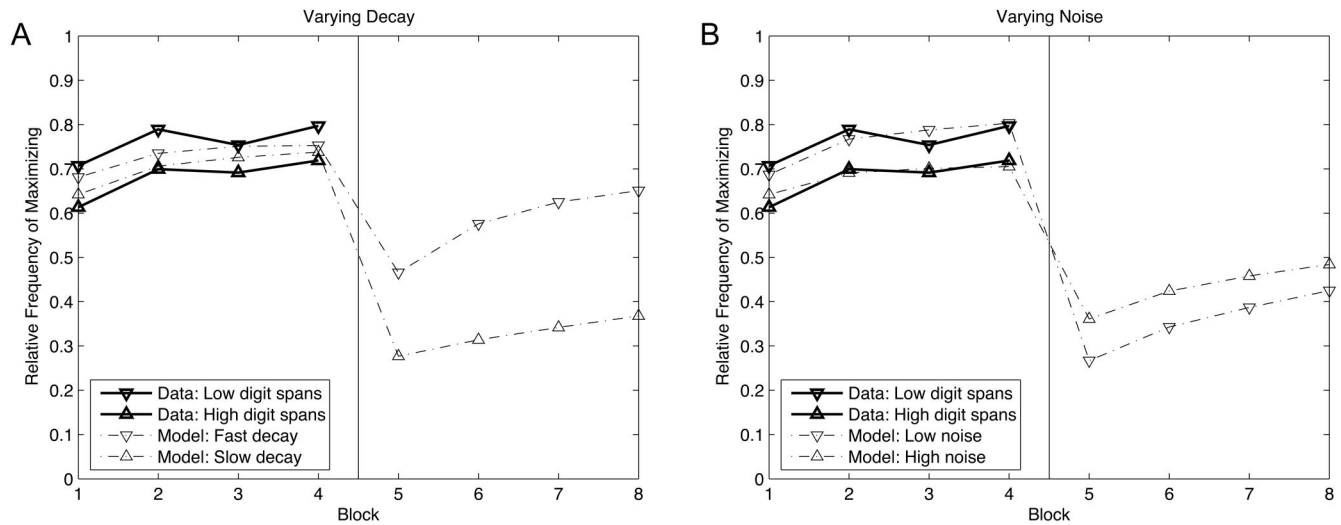 A
Varying Decay
Relative Frequency of Maximizing
1
0.9
0.8
0.7
0.6
0.5
0.4
0.3
0.2
0.1
0
Data: Low digit spans
Data: High digit spans
Model: Fast decay
Model: Slow decay
1 2 3 4 5 6 7 8
Block
B
Varying Noise
Relative Frequency of Maximizing
1
0.9
0.8
0.7
0.6
0.5
0.4
0.3
0.2
0.1
0
Data: Low digit spans
Data: High digit spans
Model: Low noise
Model: High noise
1 2 3 4 5 6 7 8
Block